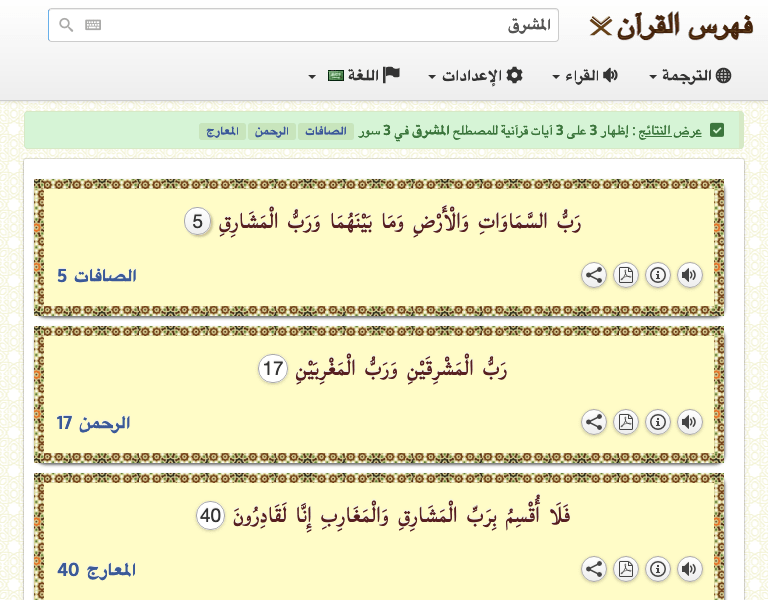 فهرس القرآن
المشرق
الترجمة القراء الإعدادات اللغة
عرض النتائج : إظهار 3 على 3 آيات قرآنية للمصطلح المشرق في 3 سور الصافات الرحمن المعارج
رَبُّ السَّمَاوَاتِ وَالْأَرْضِ وَمَا بَيْنَهُمَا وَرَبُّ الْمَشَارِقِ 5
الصافات 5
رَبُّ الْمَشْرِقَيْنِ وَرَبُّ الْمَغْرِبَيْنِ 17
الرحمن 17
فَلَا أُقْسِمُ بِرَبِّ الْمَشَارِقِ وَالْمَغَارِبِ إِنَّا لَقَادِرُونَ 40
المعارج 40